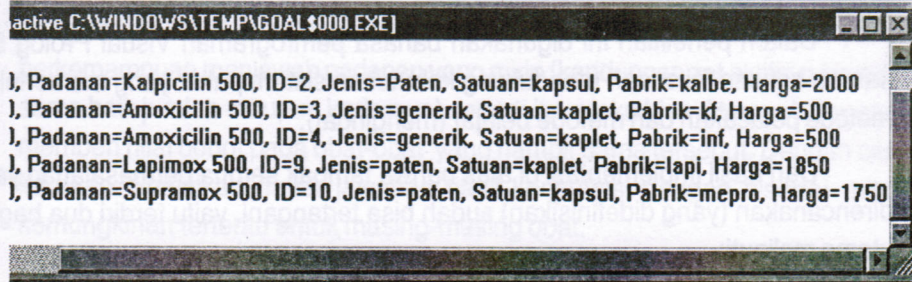 active C:\WINDOWS\TEMP\GOAL$000.EXE]
), Padanan=Kalpicilin 500, ID=2, Jenis=Paten, Satuan=kapsul, Pabrik=kalbe, Harga=2000
), Padanan=Amoxicilin 500, ID=3, Jenis=generik, Satuan=kaplet, Pabrik=kf, Harga=500
), Padanan=Amoxicilin 500, ID=4, Jenis=generik, Satuan=kaplet, Pabrik=inf, Harga=500
), Padanan=Lapimox 500, ID=9, Jenis=paten, Satuan=kaplet, Pabrik=lapi, Harga=1850
), Padanan=Supramox 500, ID=10, Jenis=paten, Satuan=kapsul, Pabrik=mepro, Harga=1750